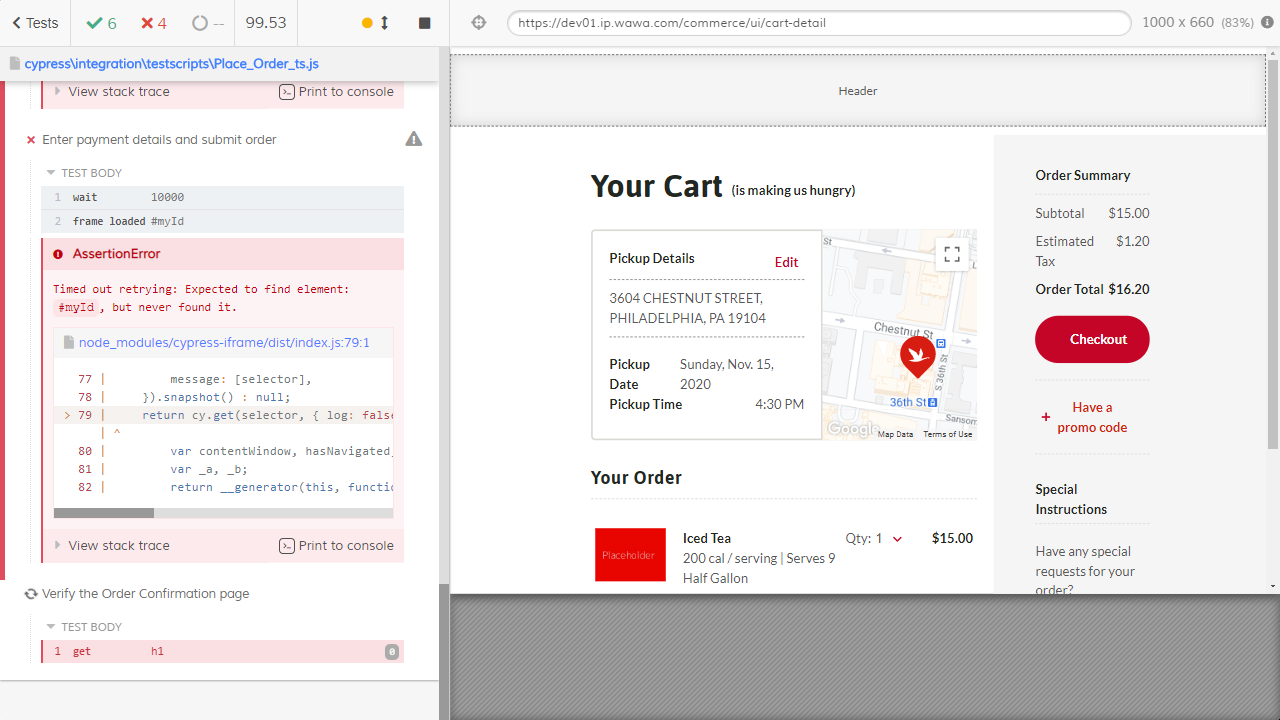 Tests
6
4
--
99.53
https://dev01.ip.wawa.com/commerce/ui/cart-detail
1000 x 660 (83%)
cypress\integration\testscripts\Place_Order_ts.js
View stack trace
Print to console
Enter payment details and submit order
TEST BODY
1 wait 10000
2 frame loaded #myId
AssertionError
Timed out retrying: Expected to find element:
#myId, but never found it.
node_modules/cypress-iframe/dist/index.js:79:1
77 | message: [selector],
78 | }).snapshot() : null;
> 79 | return cy.get(selector, { log: false
| ^
80 | var contentWindow, hasNavigated,
81 | var _a, _b;
82 | return __generator(this, functio
View stack trace
Print to console
Verify the Order Confirmation page
TEST BODY
1 get h1
0
Header
Your Cart (is making us hungry)
Pickup Details
Edit
3604 CHESTNUT STREET,
PHILADELPHIA, PA 19104
Pickup Date
Sunday, Nov. 15, 2020
Pickup Time
4:30 PM
St
Chestnut St
S 36th St
36th St
Sansom
Google
Map Data
Terms of Use
Your Order
Placeholder
Iced Tea
Qty: 1
$15.00
200 cal / serving | Serves 9
Half Gallon
Order Summary
Subtotal $15.00
Estimated Tax $1.20
Order Total $16.20
Checkout
+ Have a
promo code
Special
Instructions
Have any special
requests for your
order?